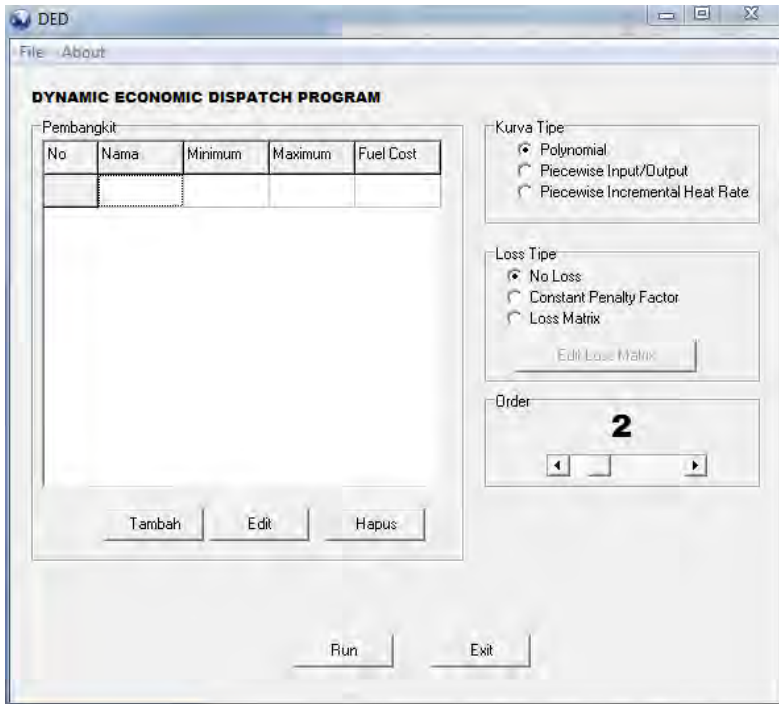 DED
File About
DYNAMIC ECONOMIC DISPATCH PROGRAM
Pembangkit
No Nama Minimum Maximum Fuel Cost
Tambah Edit Hapus
Kurva Tipe
Polynomial
Piecewise Input/Output
Piecewise Incremental Heat Rate
Loss Tipe
No Loss
Constant Penalty Factor
Loss Matrix
Edit Loss Matrix
Order
2
Run Exit